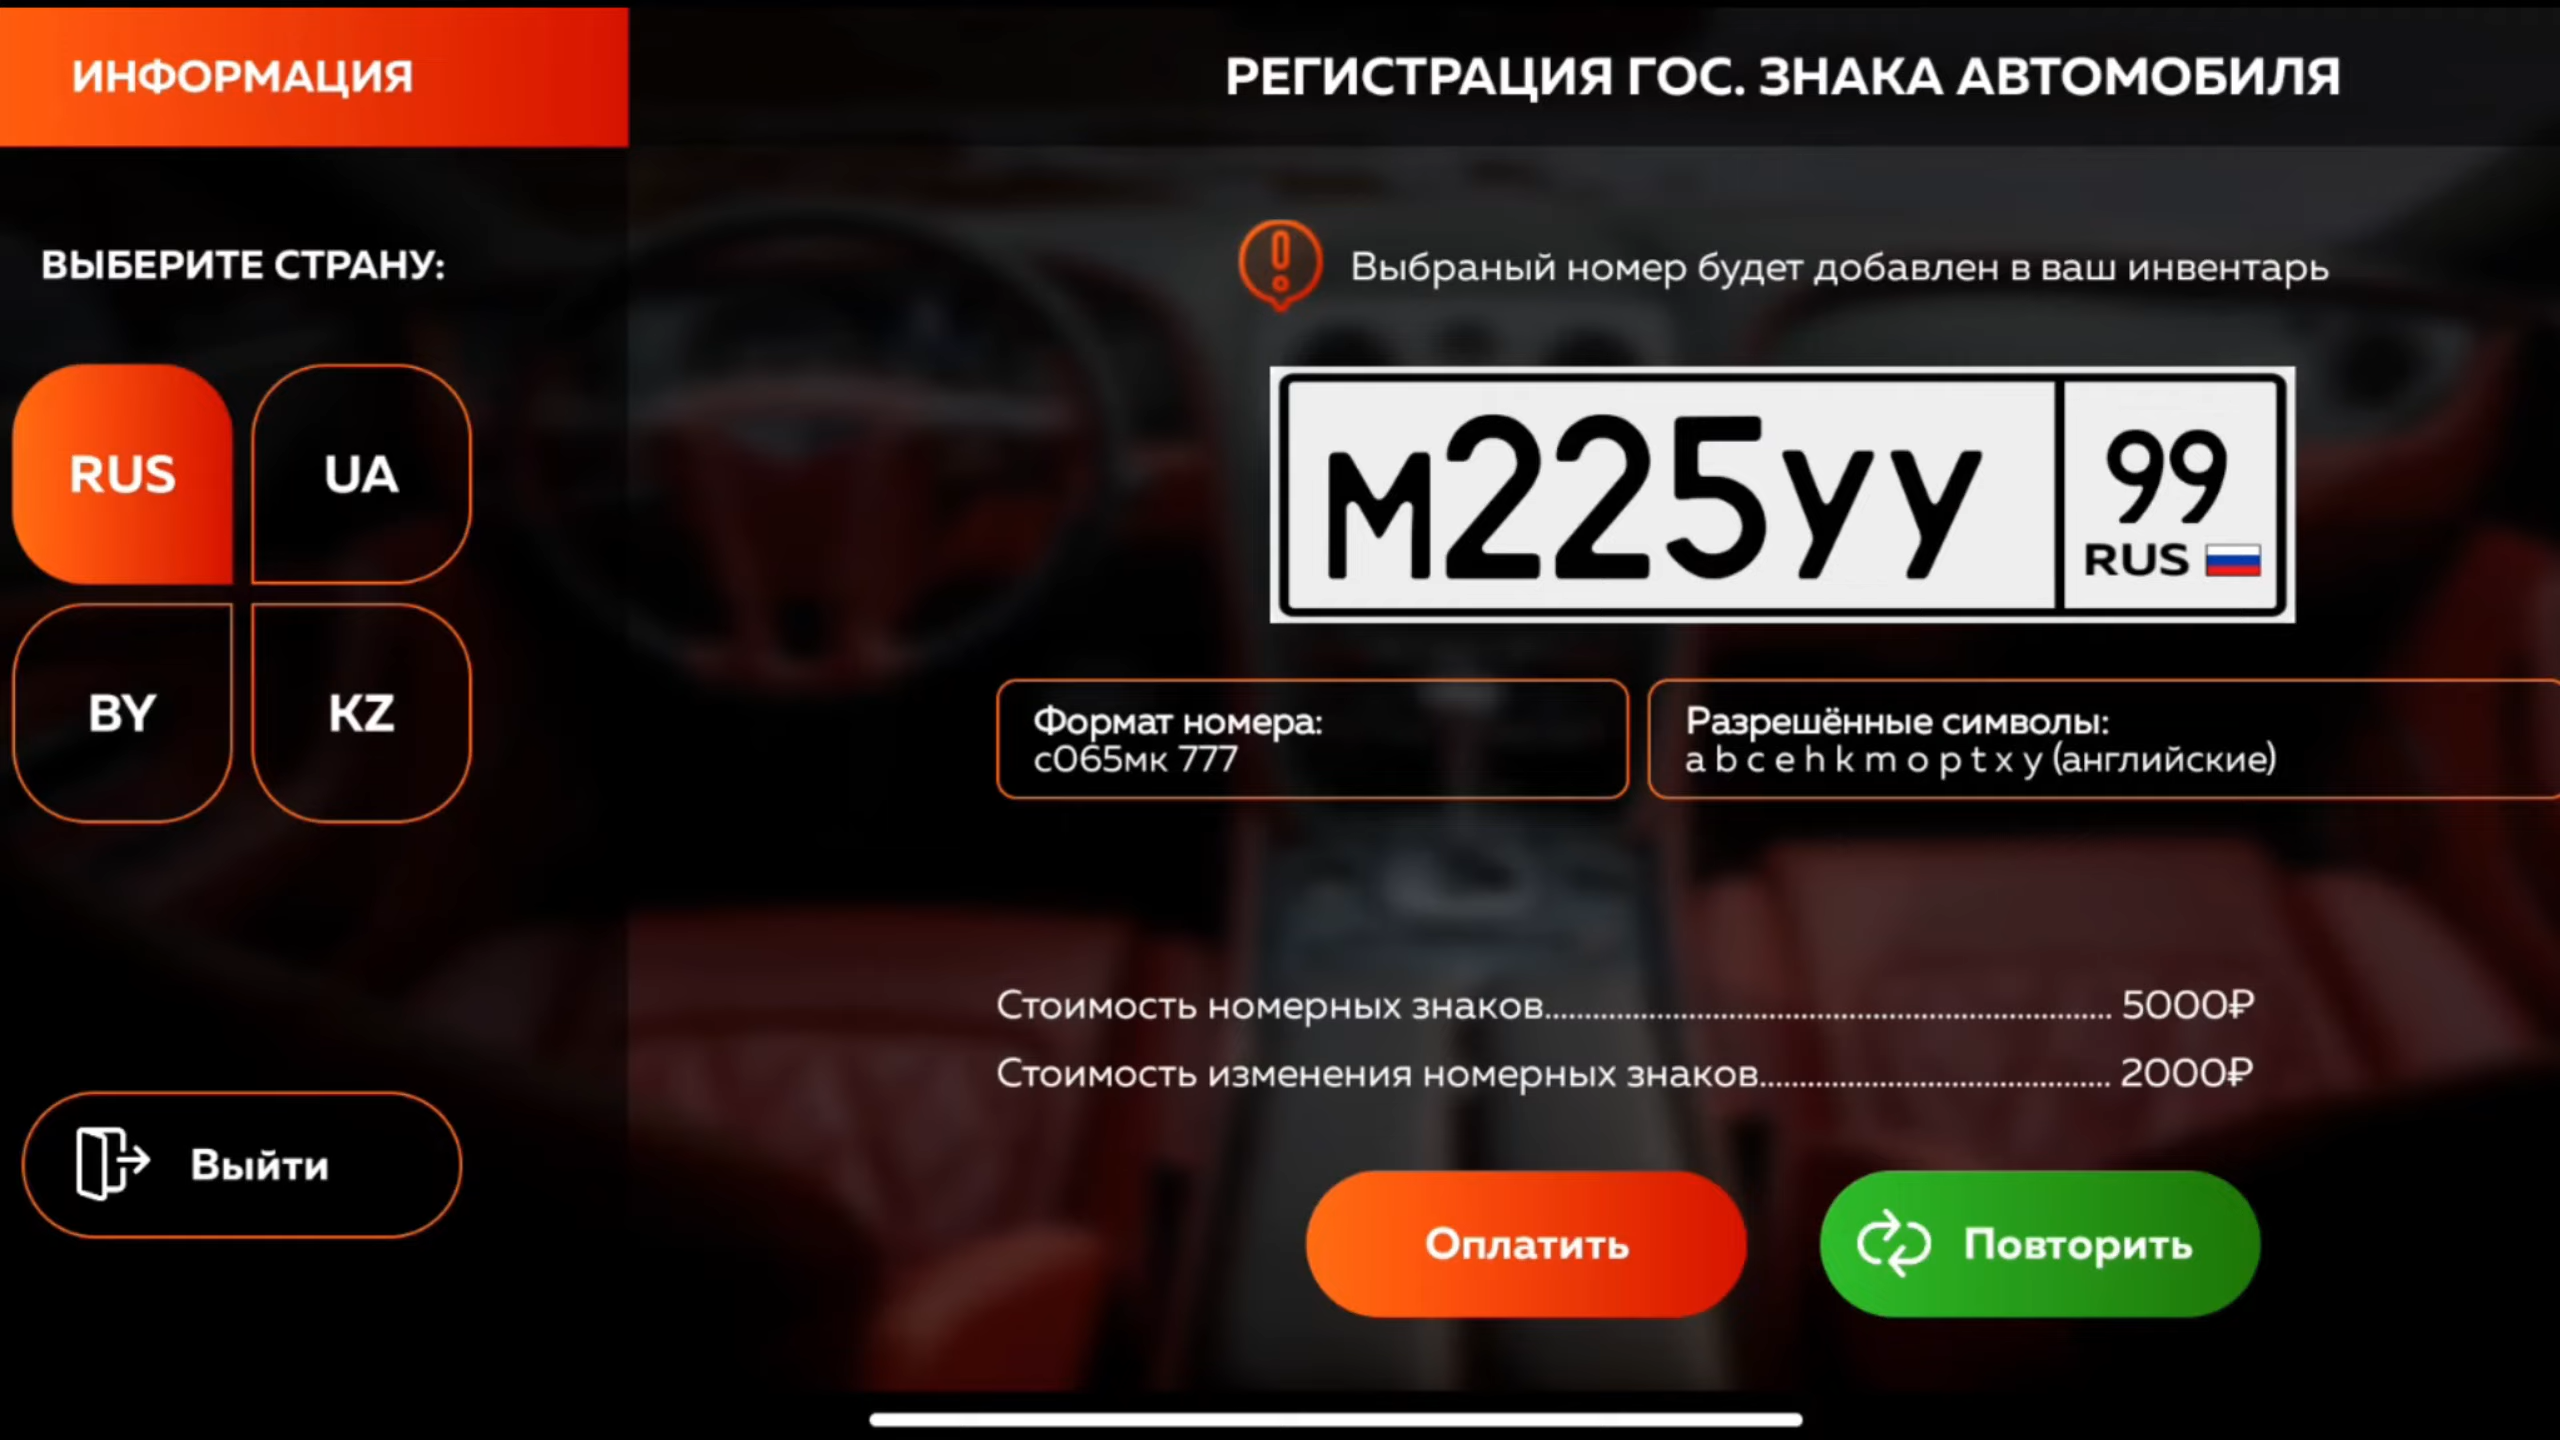 ИНФОРМАЦИЯ
РЕГИСТРАЦИЯ ГОС. ЗНАКА АВТОМОБИЛЯ
ВЫБЕРИТЕ СТРАНУ:
RUS
UA
BY
KZ
Выйти
Выбраный номер будет добавлен в ваш инвентарь
м225уу 99
RUS
Формат номера:
с065мк 777
Разрешённые символы:
a b c e h k m o p t x y (английские)
Стоимость номерных знаков....................................................................... 5000₽
Стоимость изменения номерных знаков............................................ 2000₽
Оплатить
Повторить